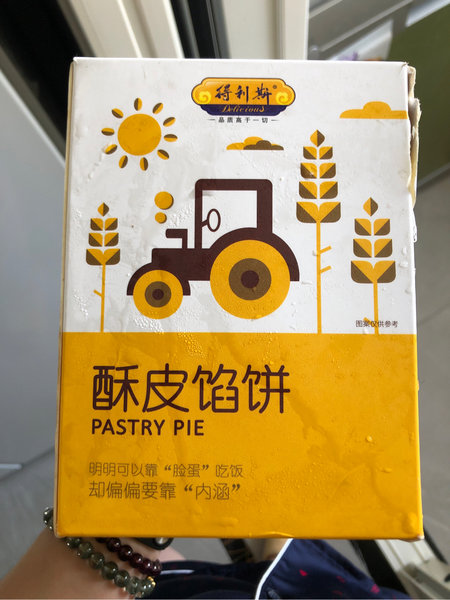 得利斯®
Delicious
品质高于一切
图案仅供参考
酥皮馅饼
PASTRY PIE
明明可以靠“脸蛋”吃饭
却偏偏要靠“内涵”